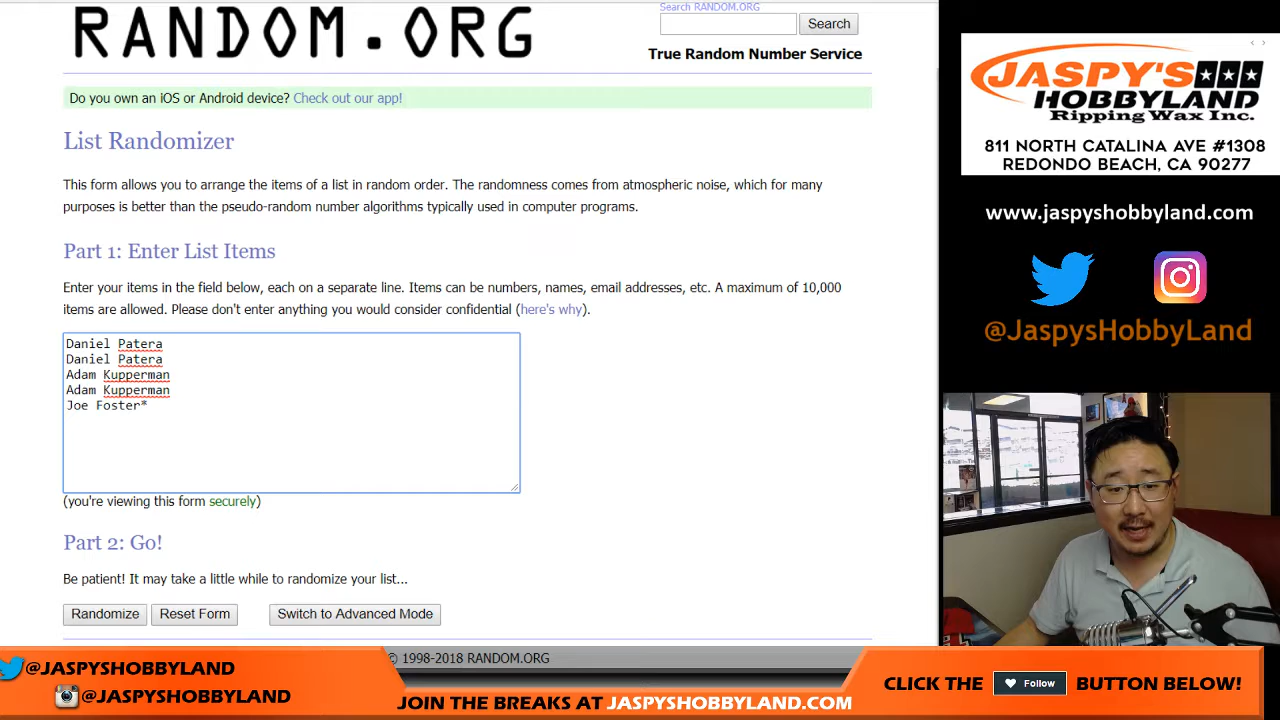 RANDOM.ORG
Search RANDOM.ORG
Search
True Random Number Service
Do you own an iOS or Android device? Check out our app!
List Randomizer
This form allows you to arrange the items of a list in random order. The randomness comes from atmospheric noise, which for many
purposes is better than the pseudo-random number algorithms typically used in computer programs.
Part 1: Enter List Items
Enter your items in the field below, each on a separate line. Items can be numbers, names, email addresses, etc. A maximum of 10,000
items are allowed. Please don't enter anything you would consider confidential (here's why).
Daniel Patera
Daniel Patera
Adam Kupperman
Adam Kupperman
Joe Foster*
(you're viewing this form securely)
Part 2: Go!
Be patient! It may take a little while to randomize your list...
Randomize
Reset Form
Switch to Advanced Mode
© 1998-2018 RANDOM.ORG
JASPY'S
HOBBYLAND
Ripping Wax Inc.
811 NORTH CATALINA AVE #1308
REDONDO BEACH, CA 90277
www.jaspyshobbyland.com
@JaspysHobbyLand
@JASPYSHOBBYLAND
@JASPYSHOBBYLAND
JOIN THE BREAKS AT JASPYSHOBBYLAND.COM
CLICK THE Follow BUTTON BELOW!